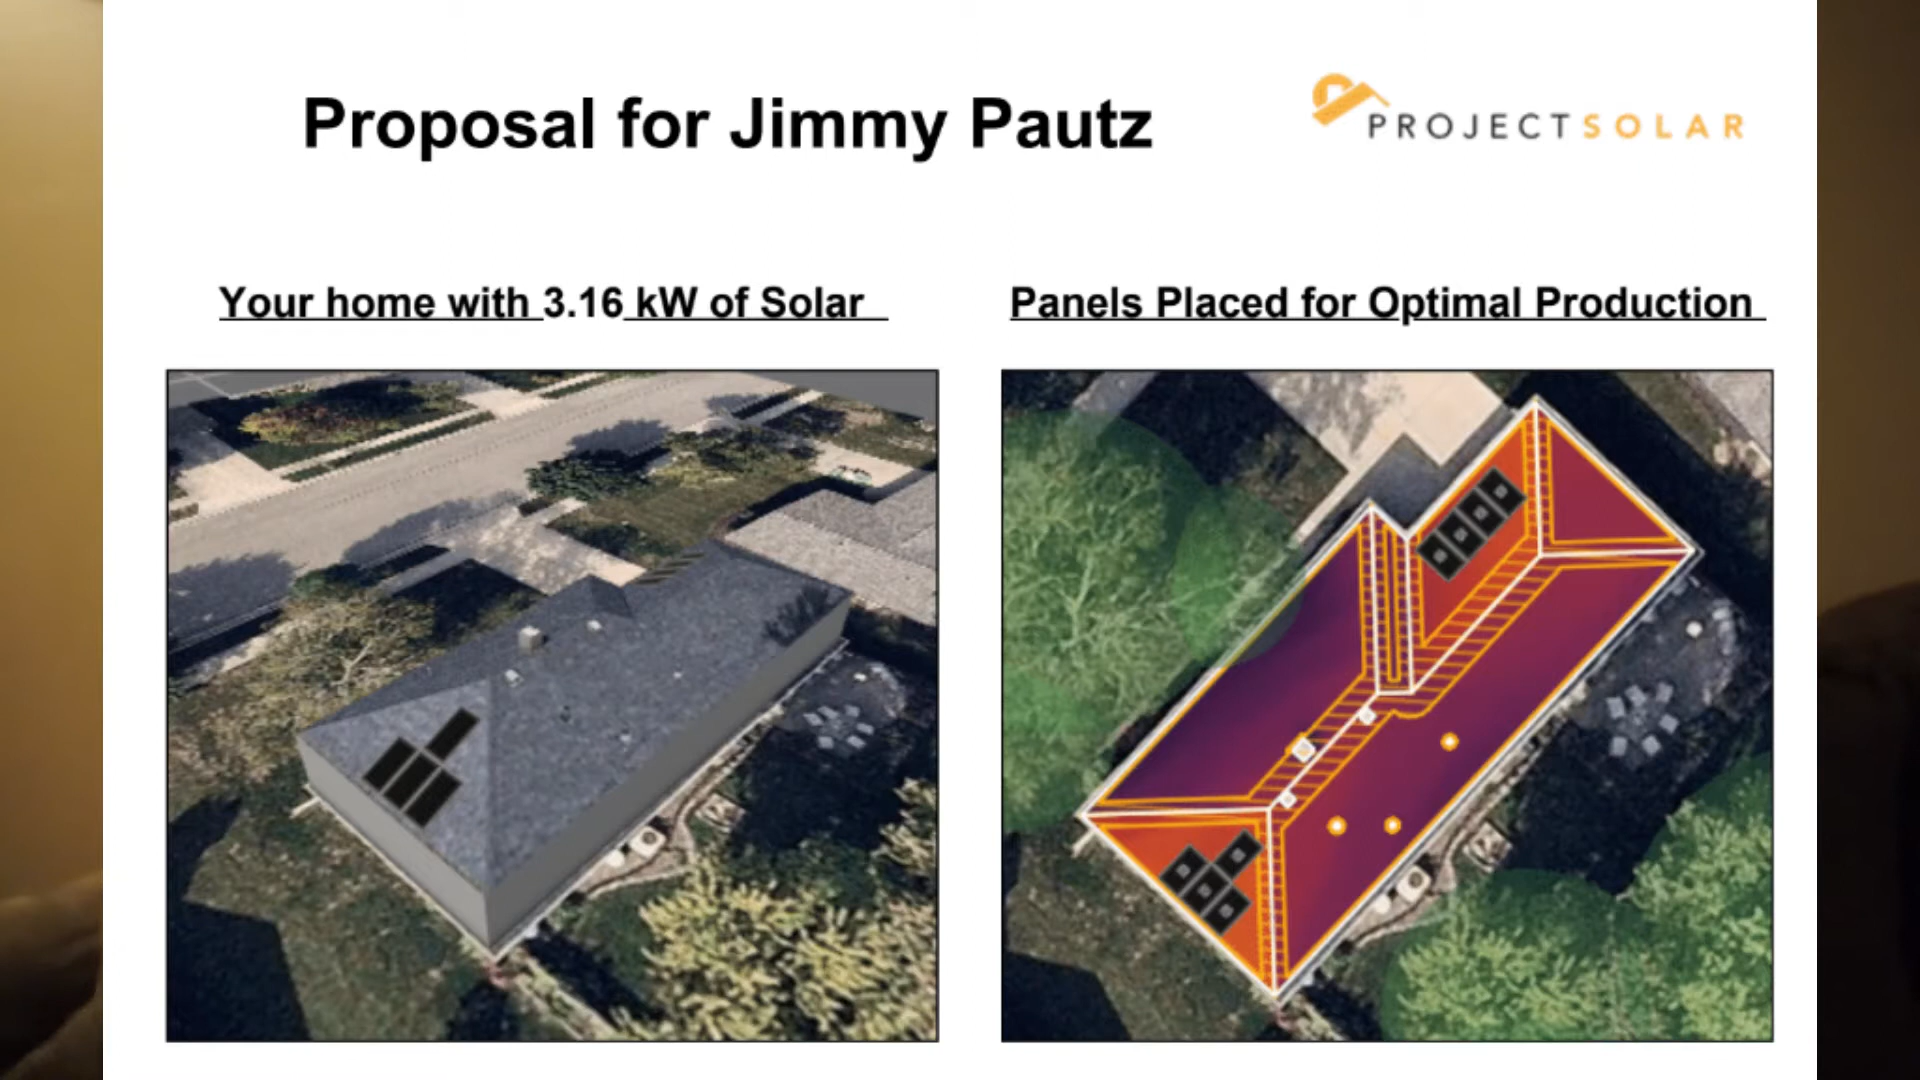 Proposal for Jimmy Pautz
PROJECTSOLAR
Your home with 3.16 kW of Solar
Panels Placed for Optimal Production